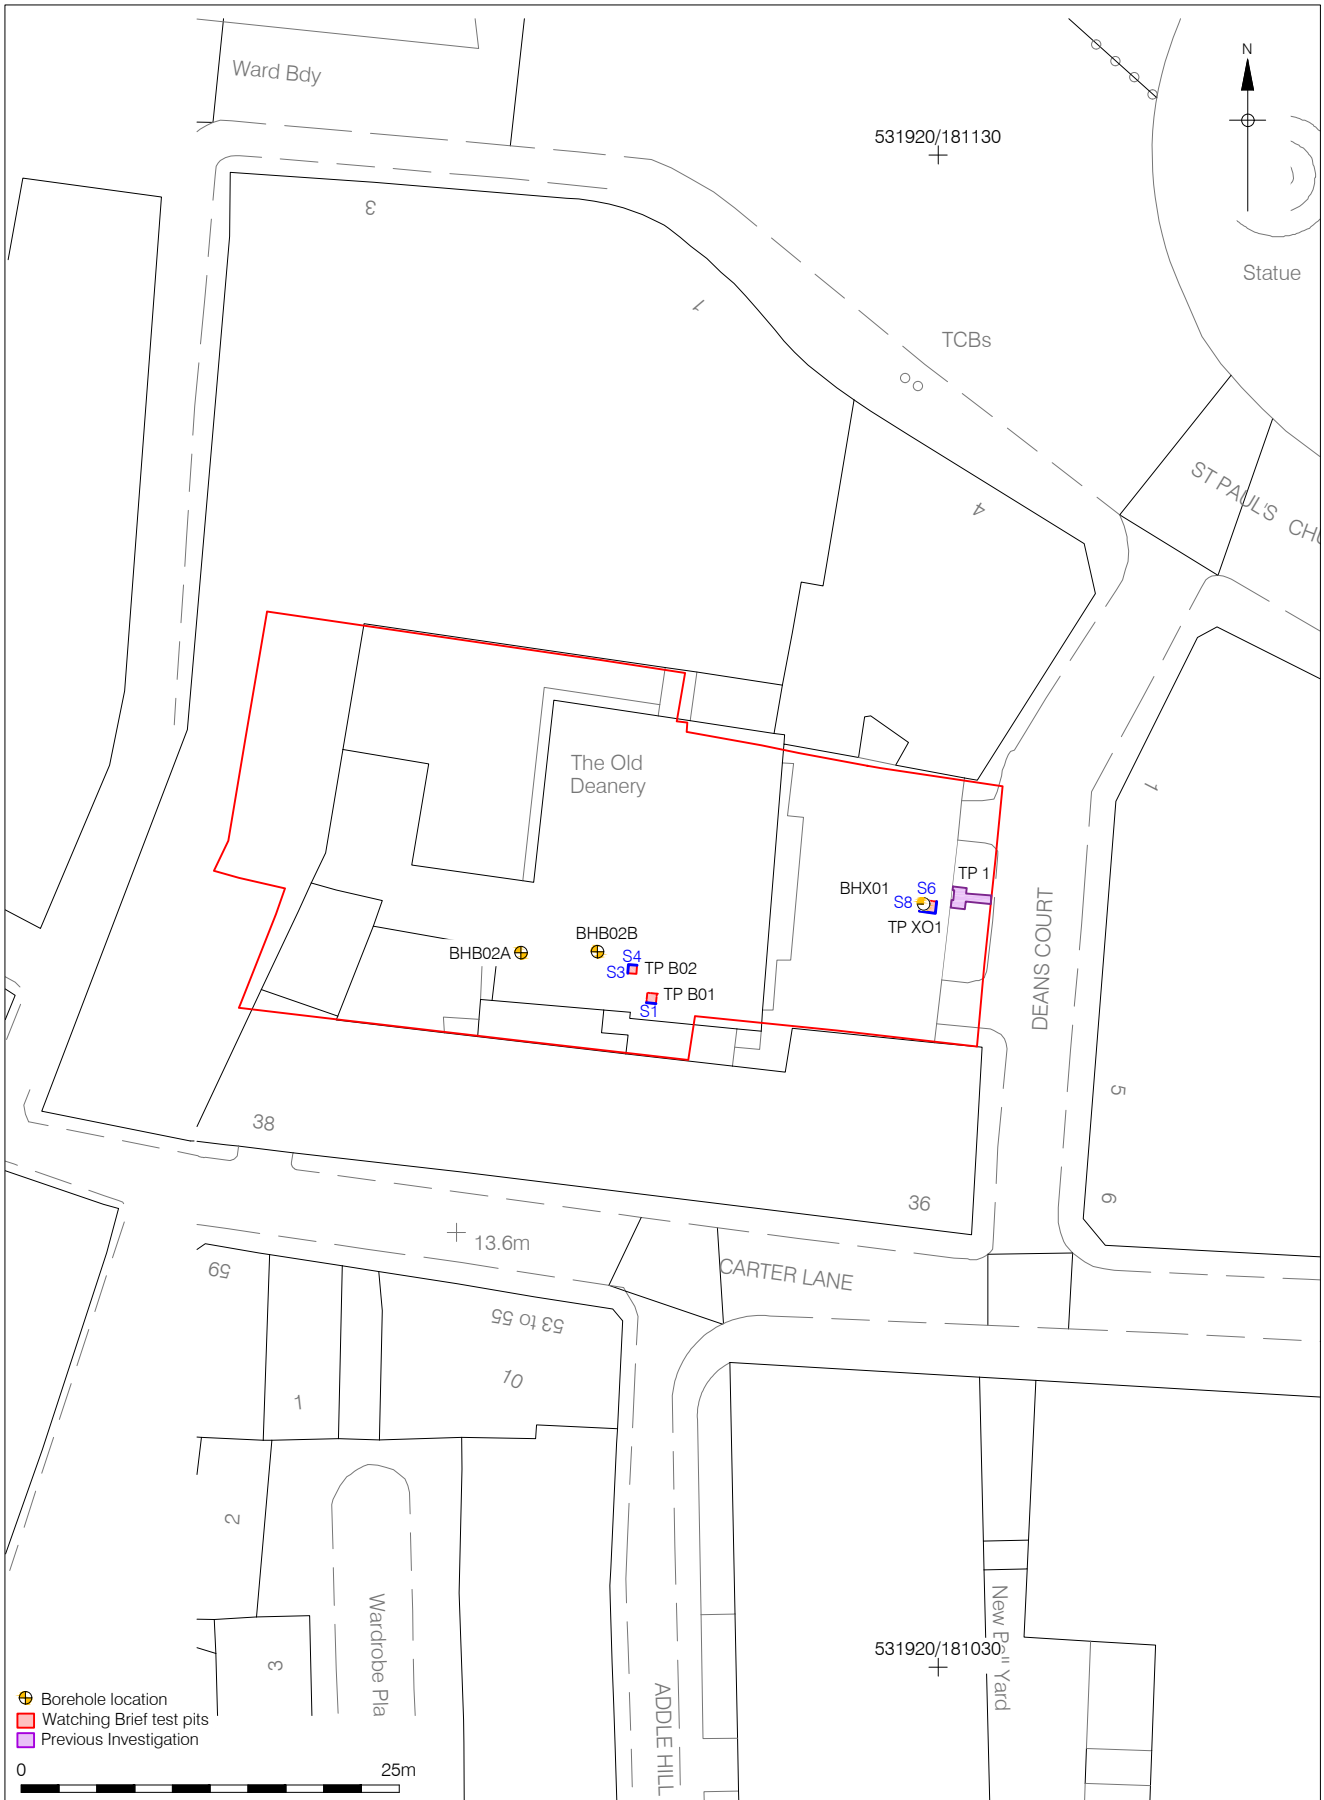 Ward Bdy
N
531920/181130
3
Statue
1
TCBs
ST PAUL'S CHU
4
The Old
Deanery
1
TP 1
BHX01
S6
S8
TP XO1
DEANS COURT
BHB02B
BHB02A
S4
S3
TP B02
TP B01
S1
5
38
36
6
13.6m
CARTER LANE
59
53 to 55
10
1
2
Wardrobe Pla
3
ADDLE HILL
531920/181030
New Bell Yard
Borehole location
Watching Brief test pits
Previous Investigation
0 25m